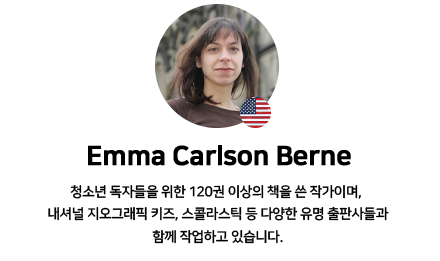 Emma Carlson Berne
청소년 독자들을 위한 120권 이상의 책을 쓴 작가이며,
내셔널 지오그래픽 키즈, 스콜라스틱 등 다양한 유명 출판사들과
함께 작업하고 있습니다.